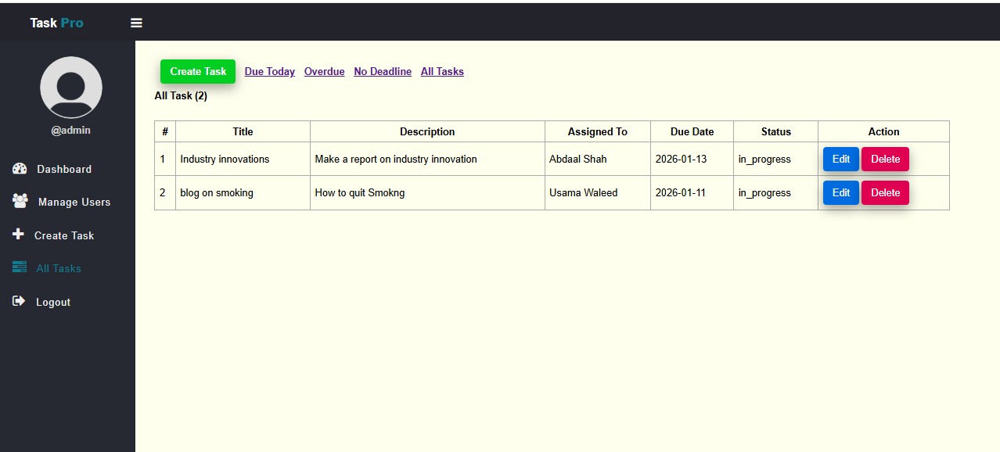 Task Pro
@admin
Dashboard
Manage Users
Create Task
All Tasks
Logout
Create Task Due Today Overdue No Deadline All Tasks
All Task (2)
# Title Description Assigned To Due Date Status Action
1 Industry innovations Make a report on industry innovation Abdaal Shah 2026-01-13 in_progress Edit Delete
2 blog on smoking How to quit Smokng Usama Waleed 2026-01-11 in_progress Edit Delete